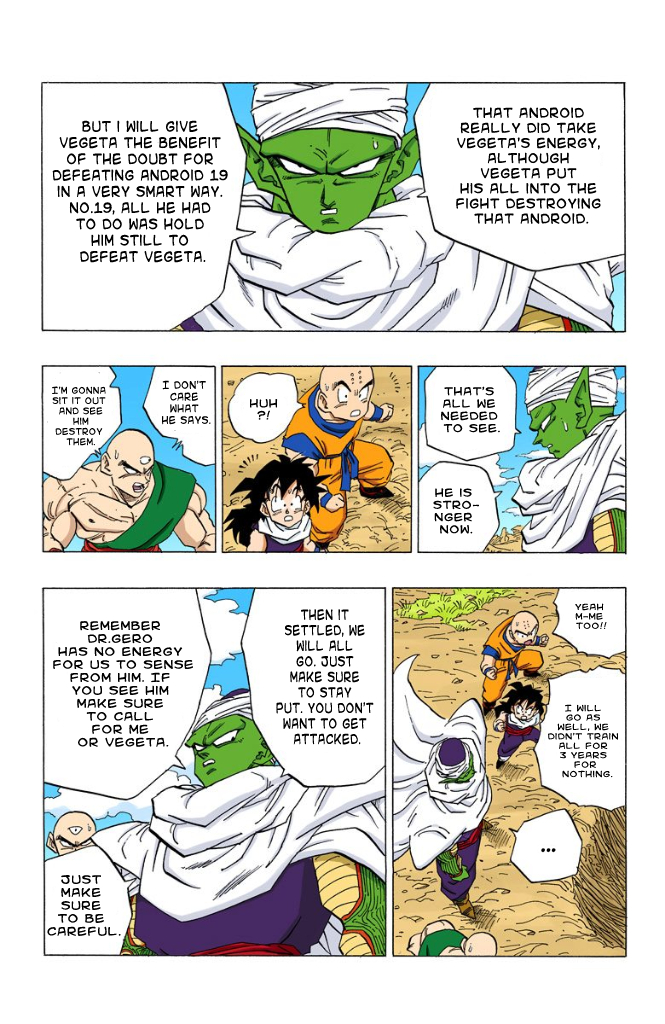 THAT ANDROID
REALLY DID TAKE
VEGETA'S ENERGY,
ALTHOUGH
VEGETA PUT
HIS ALL INTO THE
FIGHT DESTROYING
THAT ANDROID.
BUT I WILL GIVE
VEGETA THE BENEFIT
OF THE DOUBT FOR
DEFEATING ANDROID 19
IN A VERY SMART WAY.
NO.19, ALL HE HAD
TO DO WAS HOLD
HIM STILL TO
DEFEAT VEGETA.
THAT'S
ALL WE
NEEDED
TO SEE.
HE IS
STRO-
NGER
NOW.
HUH
?!
I DON'T
CARE
WHAT
HE SAYS.
I'M GONNA
SIT IT OUT
AND SEE
HIM
DESTROY
THEM.
YEAH
M-ME
TOO!!
I WILL
GO AS
WELL, WE
DIDN'T TRAIN
ALL FOR
3 YEARS
FOR
NOTHING.
...
THEN IT
SETTLED, WE
WILL ALL
GO. JUST
MAKE SURE
TO STAY
PUT. YOU DON'T
WANT TO GET
ATTACKED.
REMEMBER
DR.GERO
HAS NO ENERGY
FOR US TO SENSE
FROM HIM. IF
YOU SEE HIM
MAKE SURE
TO CALL
FOR ME
OR VEGETA.
JUST
MAKE
SURE
TO BE
CAREFUL.